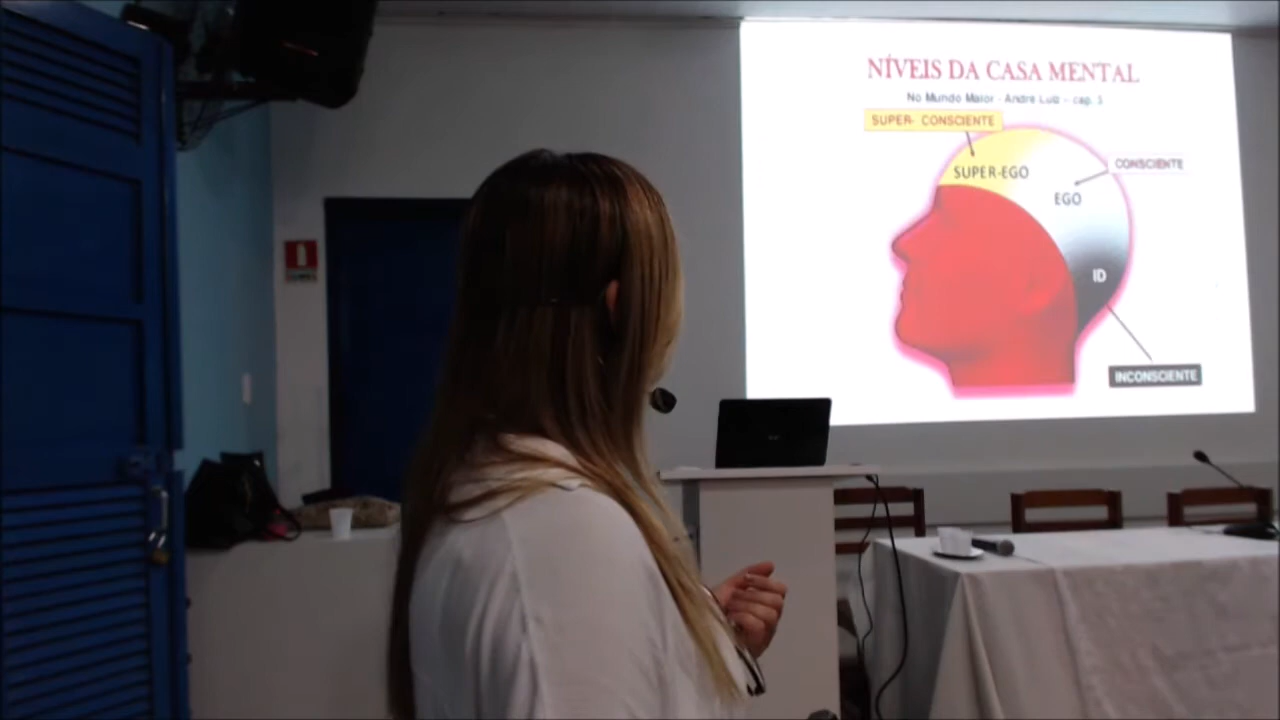 NÍVEIS DA CASA MENTAL
No Mundo Maior - André Luiz - cap. 3
SUPER- CONSCIENTE
CONSCIENTE
SUPER-EGO
EGO
ID
INCONSCIENTE